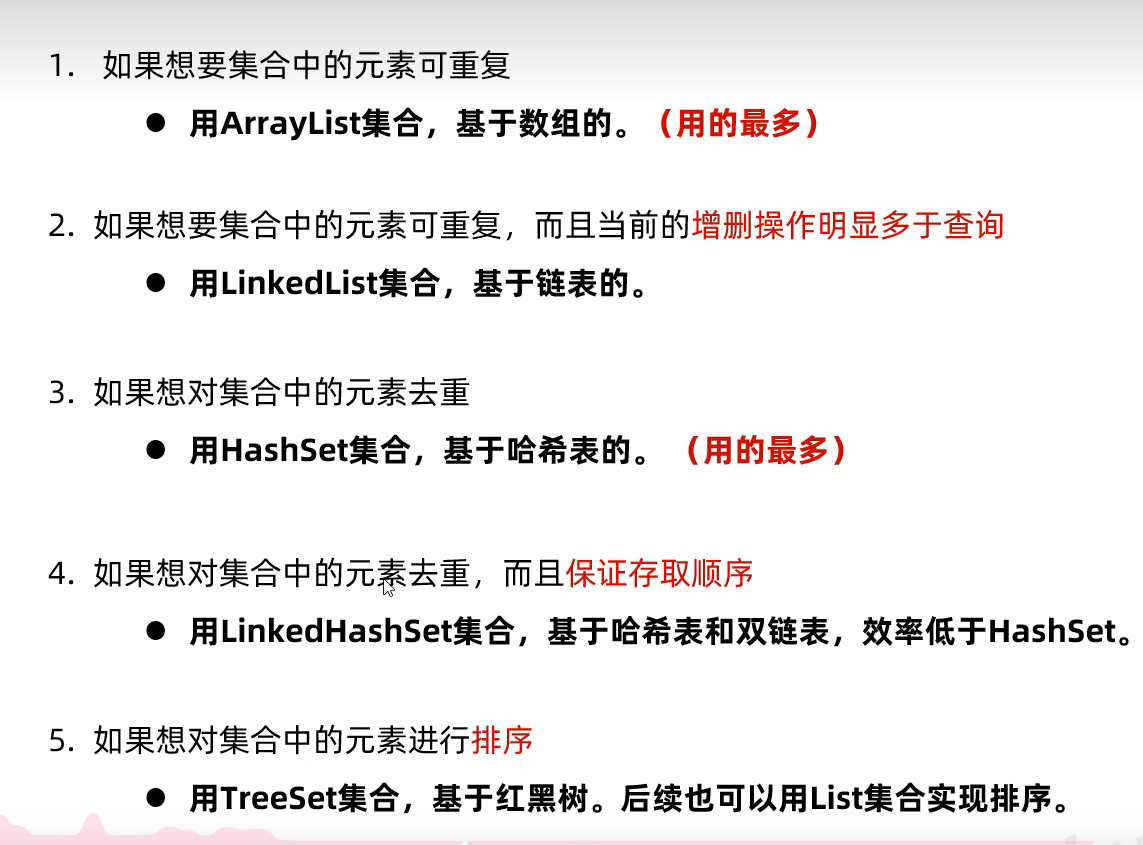 1. 如果想要集合中的元素可重复
● 用ArrayList集合，基于数组的。（用的最多）
2. 如果想要集合中的元素可重复，而且当前的增删操作明显多于查询
● 用LinkedList集合，基于链表的。
3. 如果想对集合中的元素去重
● 用HashSet集合，基于哈希表的。（用的最多）
4. 如果想对集合中的元素去重，而且保证存取顺序
● 用LinkedHashSet集合，基于哈希表和双链表，效率低于HashSet。
5. 如果想对集合中的元素进行排序
● 用TreeSet集合，基于红黑树。后续也可以用List集合实现排序。